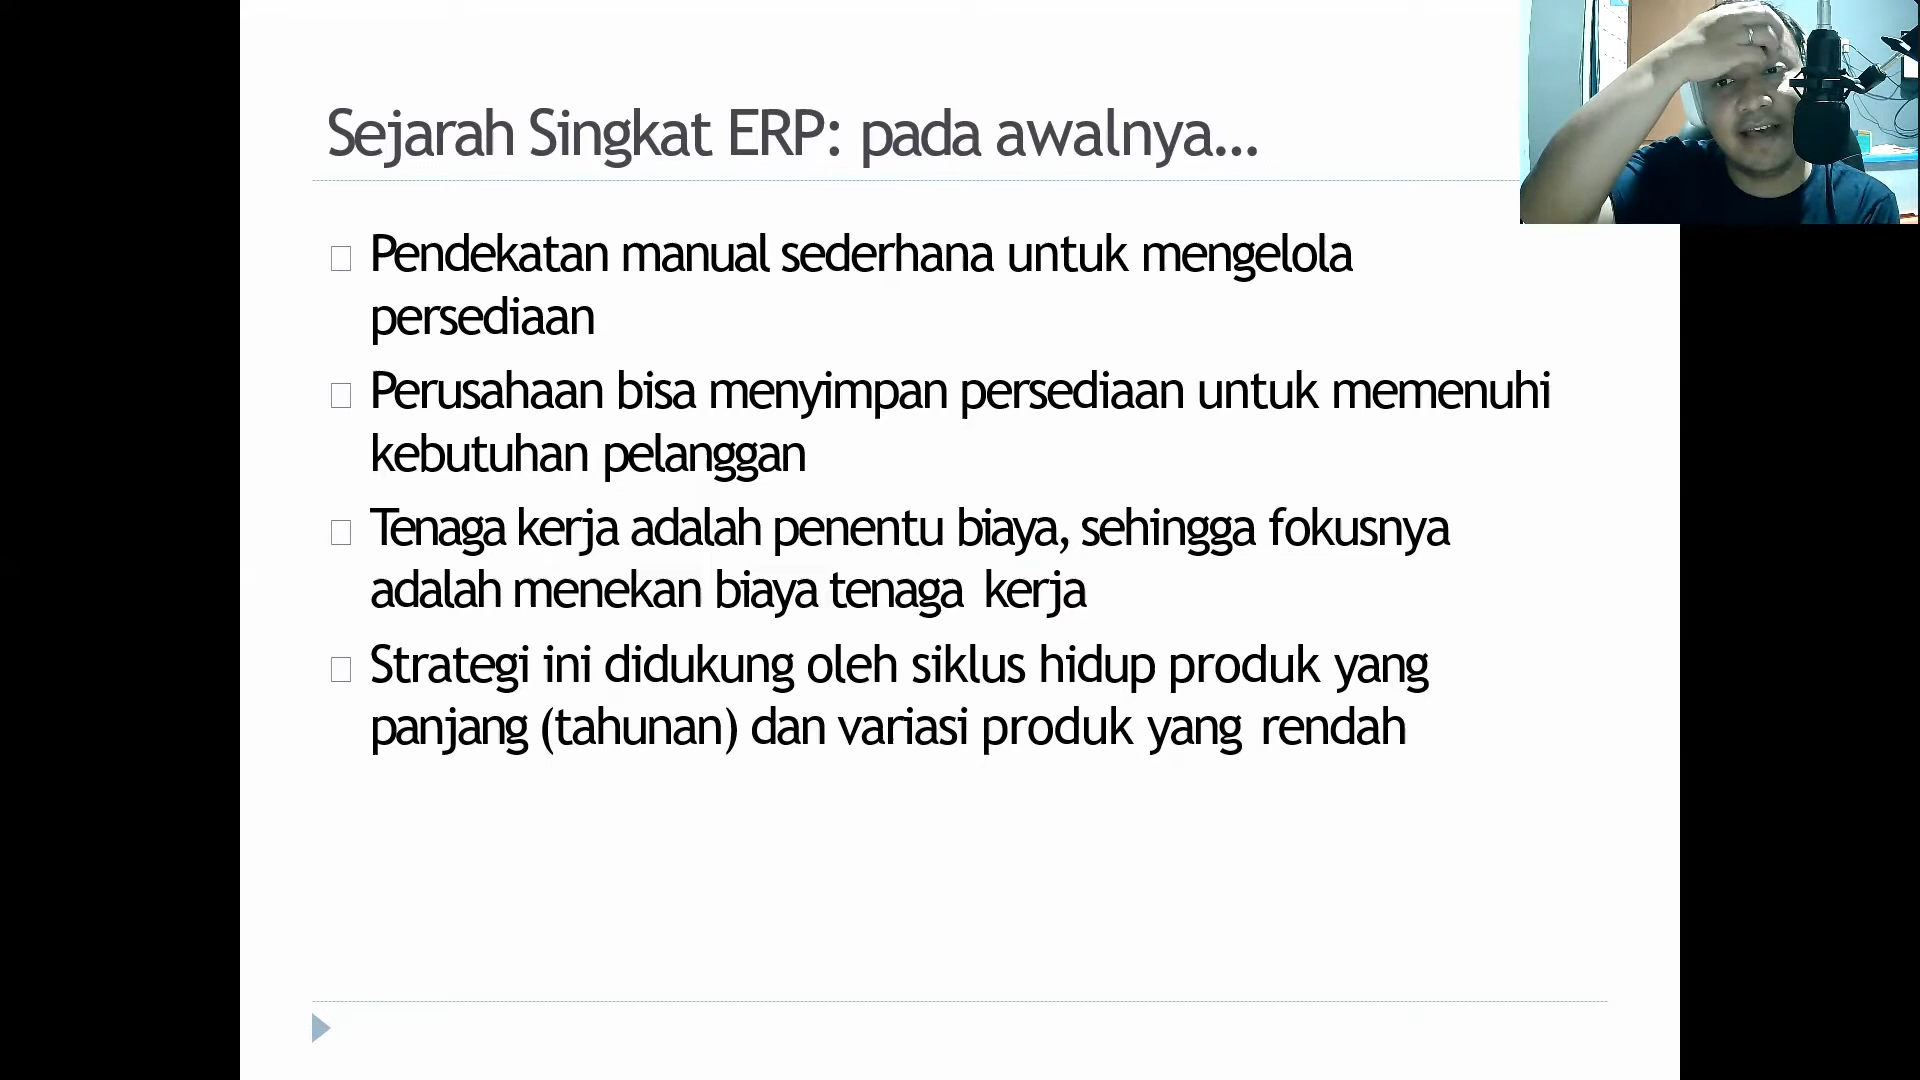 Sejarah Singkat ERP: pada awalnya...
Pendekatan manual sederhana untuk mengelola
persediaan
Perusahaan bisa menyimpan persediaan untuk memenuhi
kebutuhan pelanggan
Tenaga kerja adalah penentu biaya, sehingga fokusnya
adalah menekan biaya tenaga kerja
Strategi ini didukung oleh siklus hidup produk yang
panjang (tahunan) dan variasi produk yang rendah